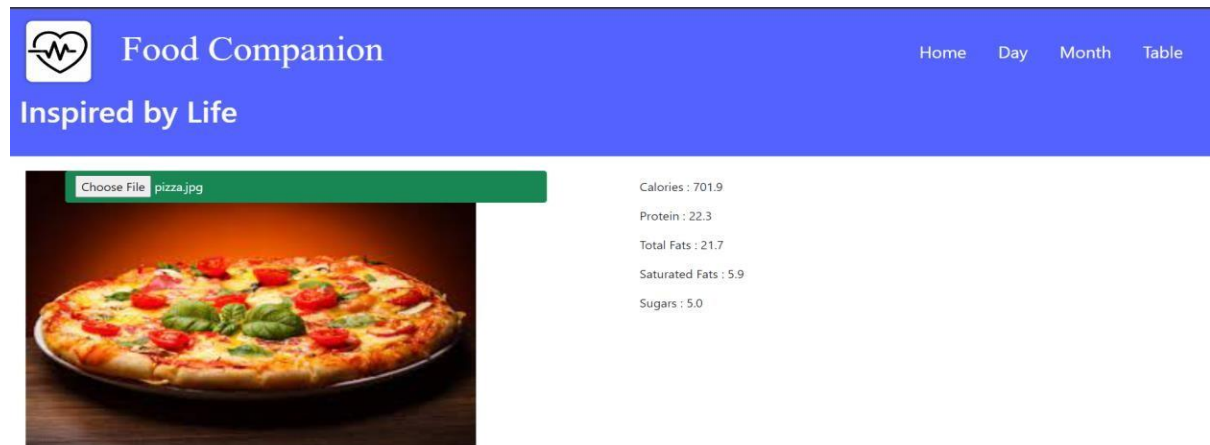 Food Companion
Home Day Month Table
Inspired by Life
Choose File pizza.jpg
Calories : 701.9
Protein : 22.3
Total Fats : 21.7
Saturated Fats : 5.9
Sugars : 5.0